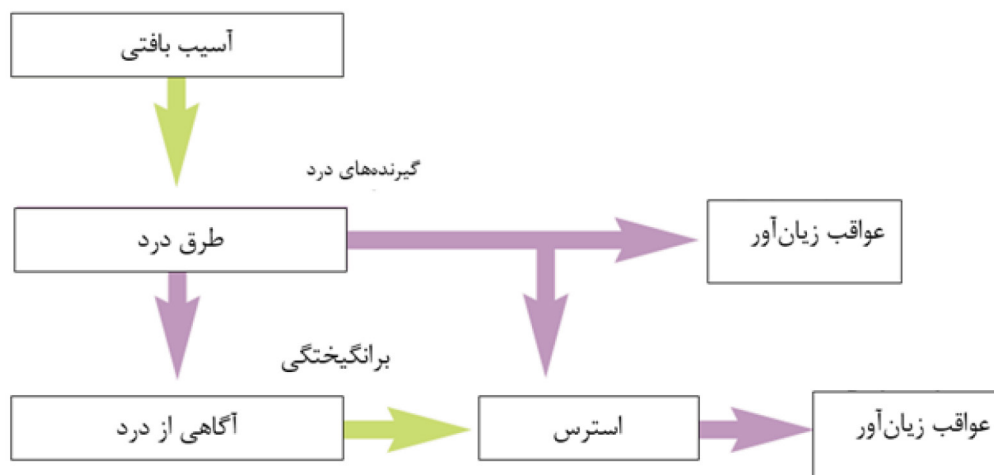 آسیب بافتی
گیرنده‌های درد
طرق درد
عواقب زیان‌آور
برانگیختگی
آگاهی از درد
استرس
عواقب زیان‌آور